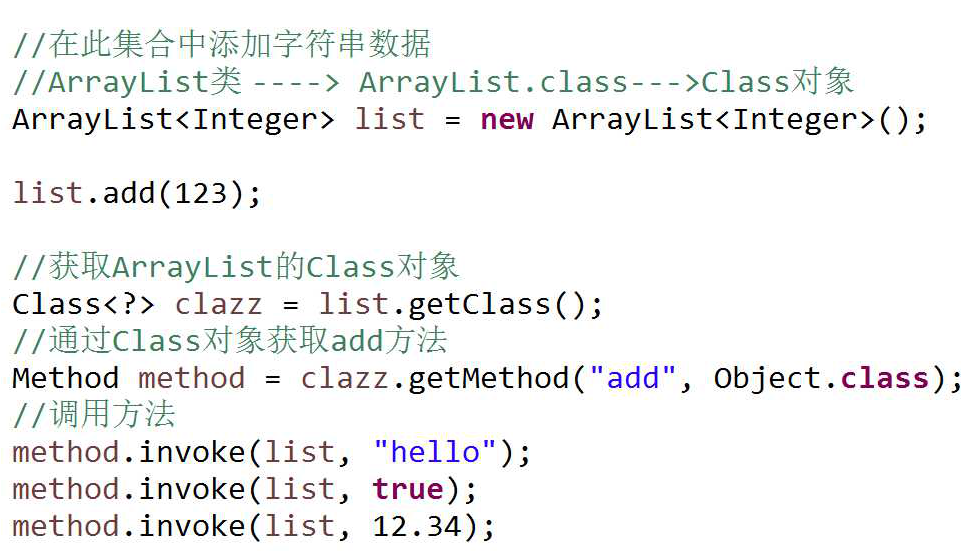 //在此集合中添加字符串数据
//ArrayList类 ----> ArrayList.class--->Class对象
ArrayList<Integer> list = new ArrayList<Integer>();
list.add(123);
//获取ArrayList的Class对象
Class<?> clazz = list.getClass();
//通过Class对象获取add方法
Method method = clazz.getMethod("add", Object.class);
//调用方法
method.invoke(list, "hello");
method.invoke(list, true);
method.invoke(list, 12.34);